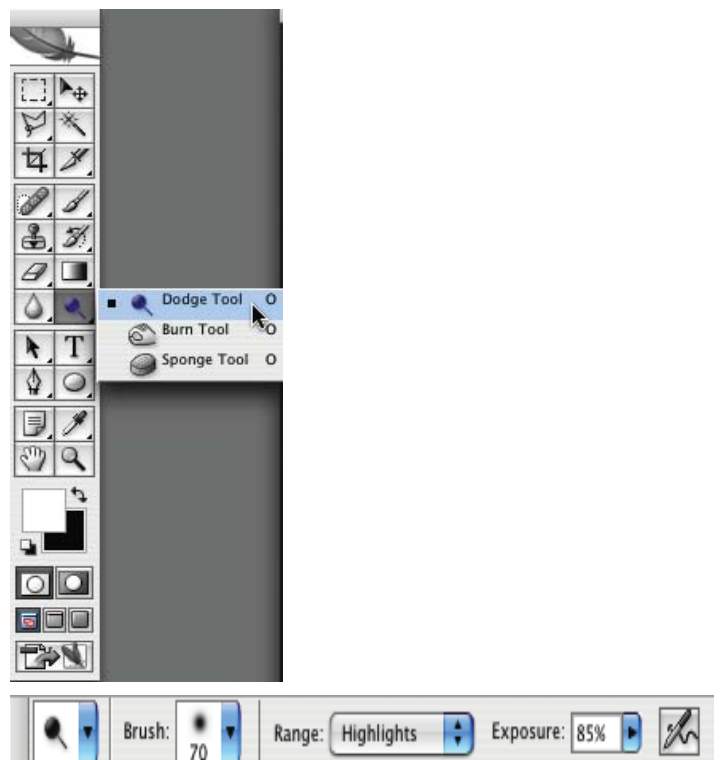 Dodge Tool O
Burn Tool O
Sponge Tool O
T
Brush: 70 Range: Highlights Exposure: 85%